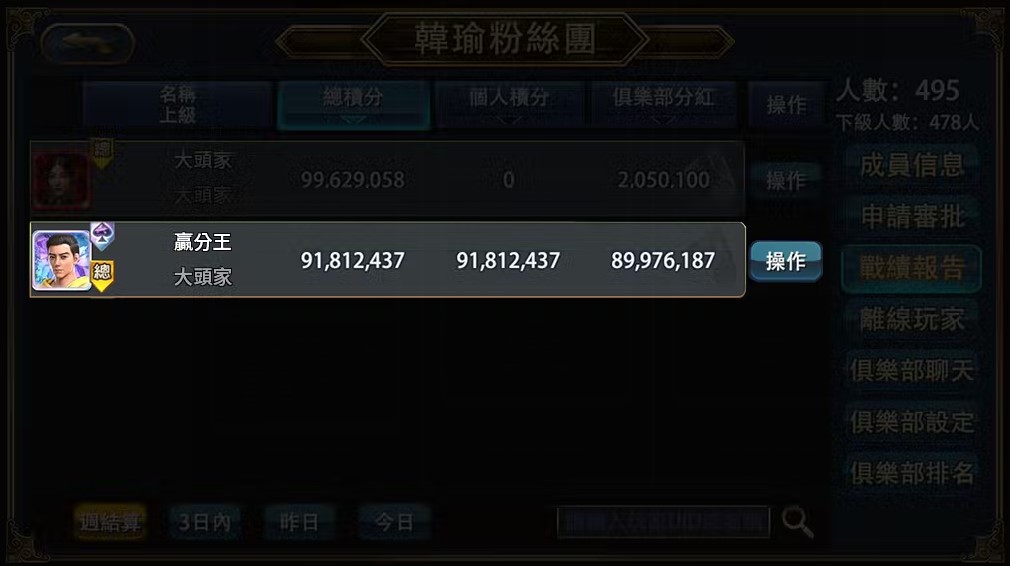 韓瑜粉絲團
名稱
上級
總積分
個人積分
俱樂部分紅
操作
人數：495
下級人數：478人
總
大頭家
大頭家
99,629,058
0
2,050,100
操作
總
贏分王
大頭家
91,812,437
91,812,437
89,976,187
操作
成員信息
申請審批
戰績報告
離線玩家
俱樂部聊天
俱樂部設定
俱樂部排名
週結算
3日內
昨日
今日